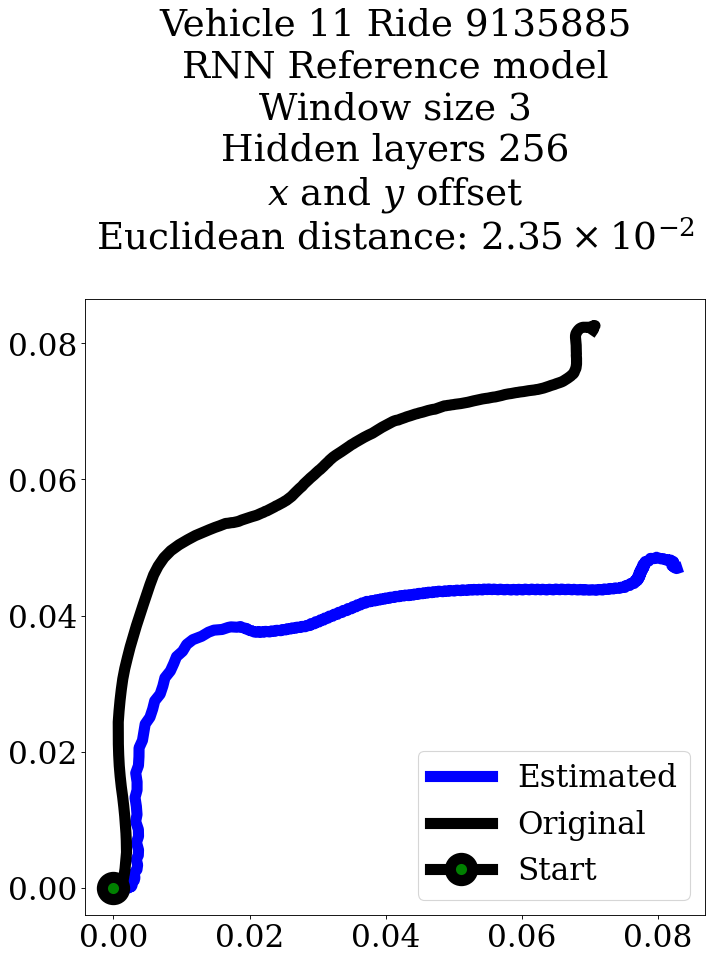 Vehicle 11 Ride 9135885
RNN Reference model
Window size 3
Hidden layers 256
x and y offset
Euclidean distance: 2.35 × 10⁻²
0.08
0.06
0.04
0.02
0.00
0.00 0.02 0.04 0.06 0.08
Estimated
Original
Start